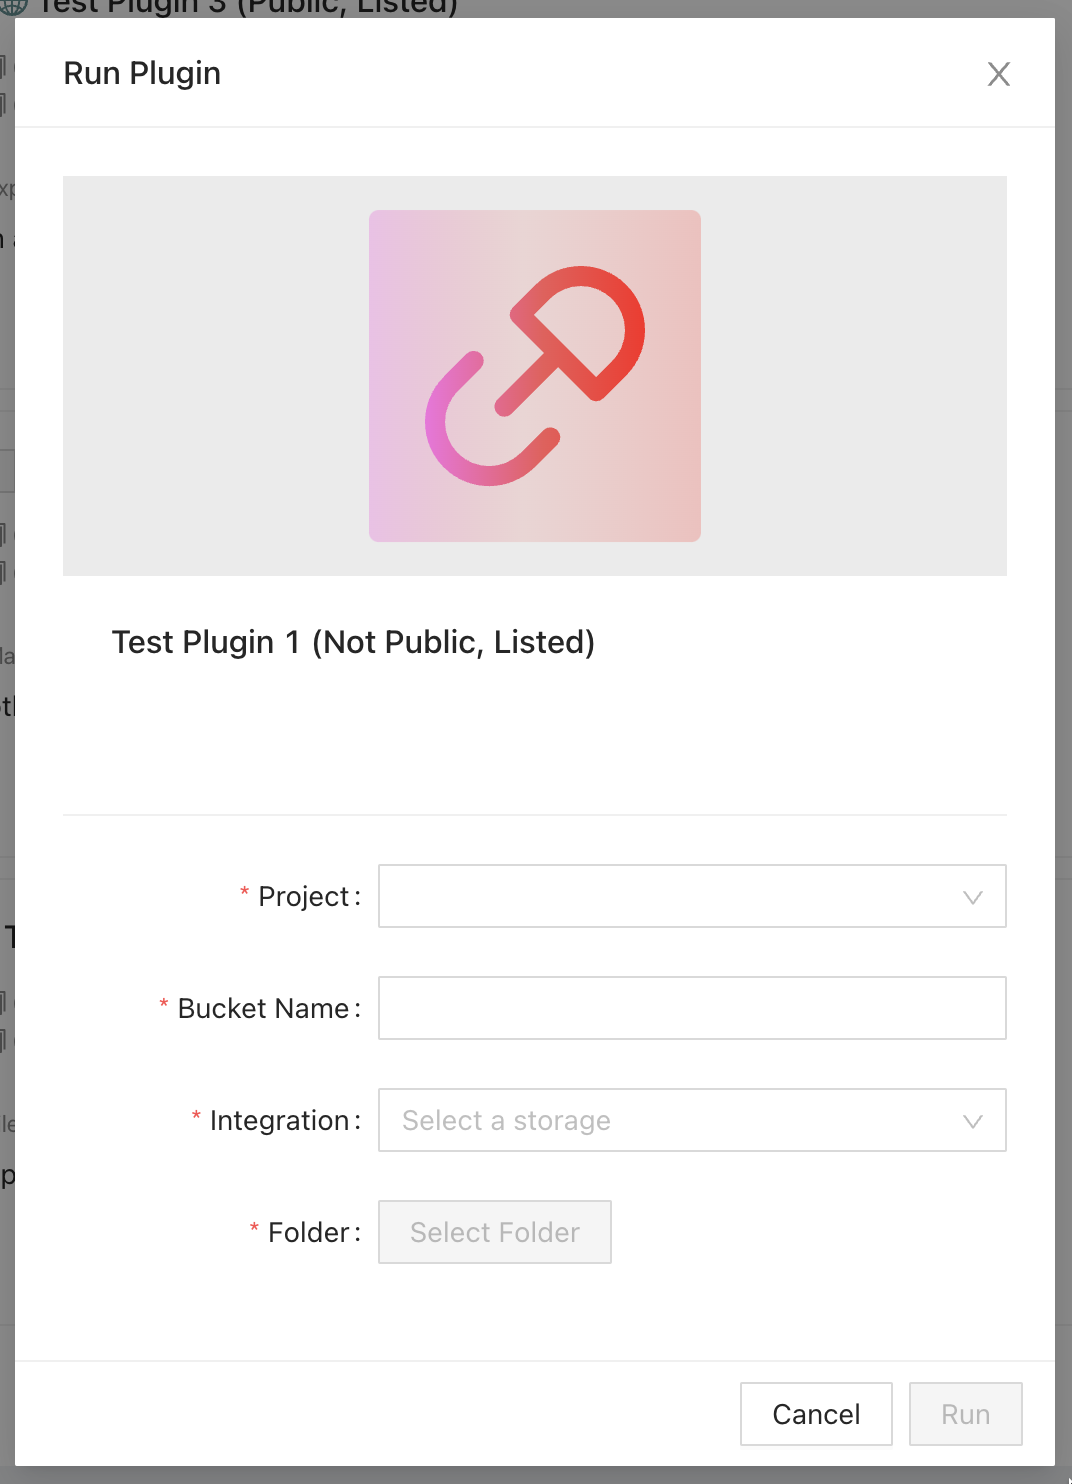 Test Plugin 3 (Public, Listed)
Run Plugin
Test Plugin 1 (Not Public, Listed)
* Project:
* Bucket Name:
* Integration: Select a storage
* Folder: Select Folder
Cancel Run